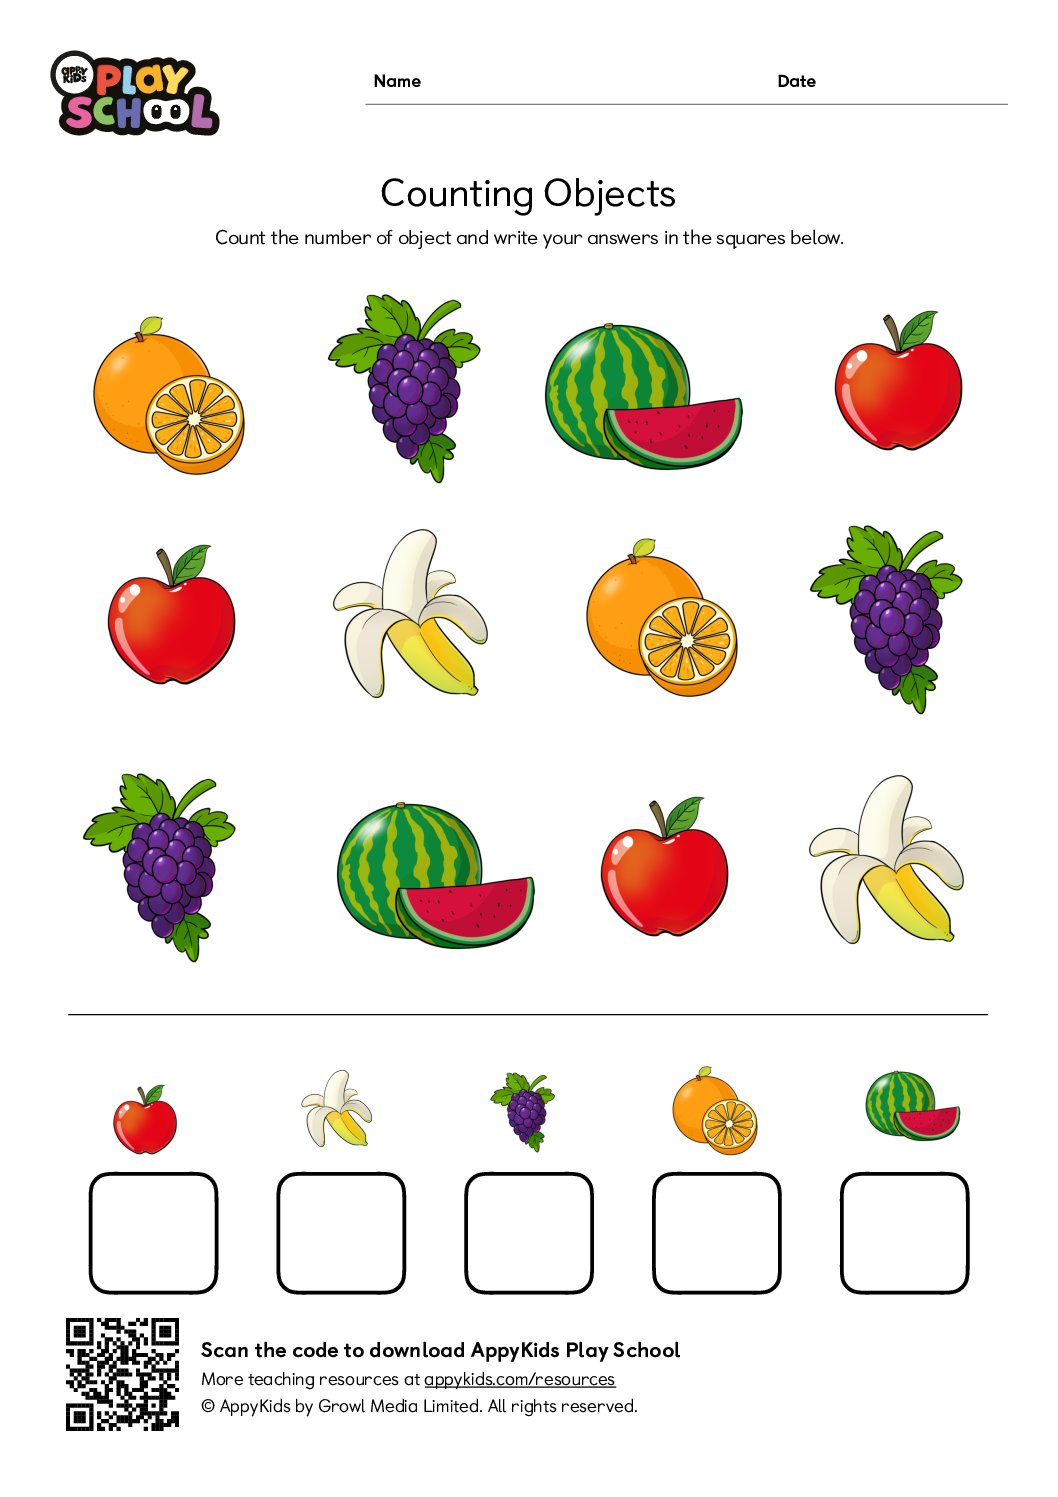 APPY
KIDS
PLAY
SCHOOL
Name Date
Counting Objects
Count the number of object and write your answers in the squares below.
Scan the code to download AppyKids Play School
More teaching resources at appykids.com/resources
© AppyKids by Growl Media Limited. All rights reserved.